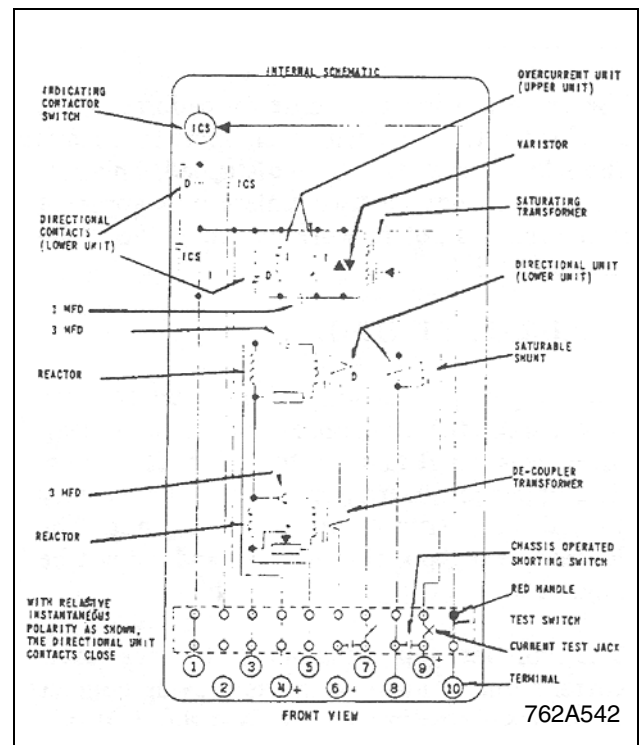 INTERNAL SCHEMATIC
INDICATING
CONTACTOR
SWITCH
OVERCURRENT UNIT
(UPPER UNIT)
ICS
VARISTOR
D
ICS
SATURATING
TRANSFORMER
DIRECTIONAL
CONTACTS
(LOWER UNIT)
ICS
I
D
I
I
DIRECTIONAL UNIT
(LOWER UNIT)
3 MFD
SATURABLE
SHUNT
REACTOR
D
3 MFD
DE-COUPLER
TRANSFORMER
REACTOR
CHASSIS OPERATED
SHORTING SWITCH
WITH RELATIVE
INSTANTANEOUS
POLARITY AS SHOWN,
THE DIRECTIONAL UNIT
CONTACTS CLOSE
RED HANDLE
TEST SWITCH
CURRENT TEST JACK
1 3 5 7 9 +
2 4 + 6 + 8 10
TERMINAL
FRONT VIEW
762A542